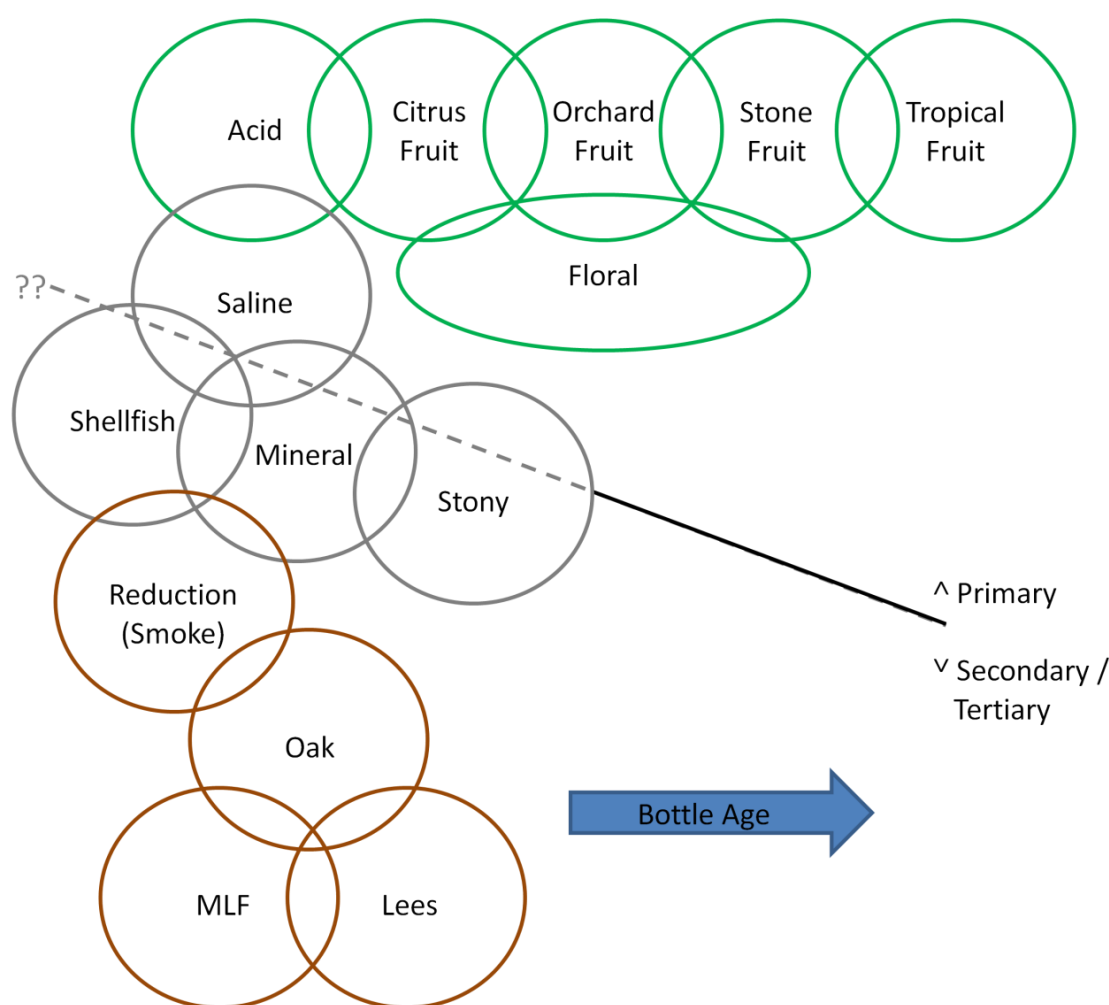 Acid
Citrus
Fruit
Orchard
Fruit
Stone
Fruit
Tropical
Fruit
Floral
??
Saline
Shellfish
Mineral
Stony
Reduction
(Smoke)
^ Primary
˅ Secondary /
Tertiary
Oak
Bottle Age
MLF
Lees